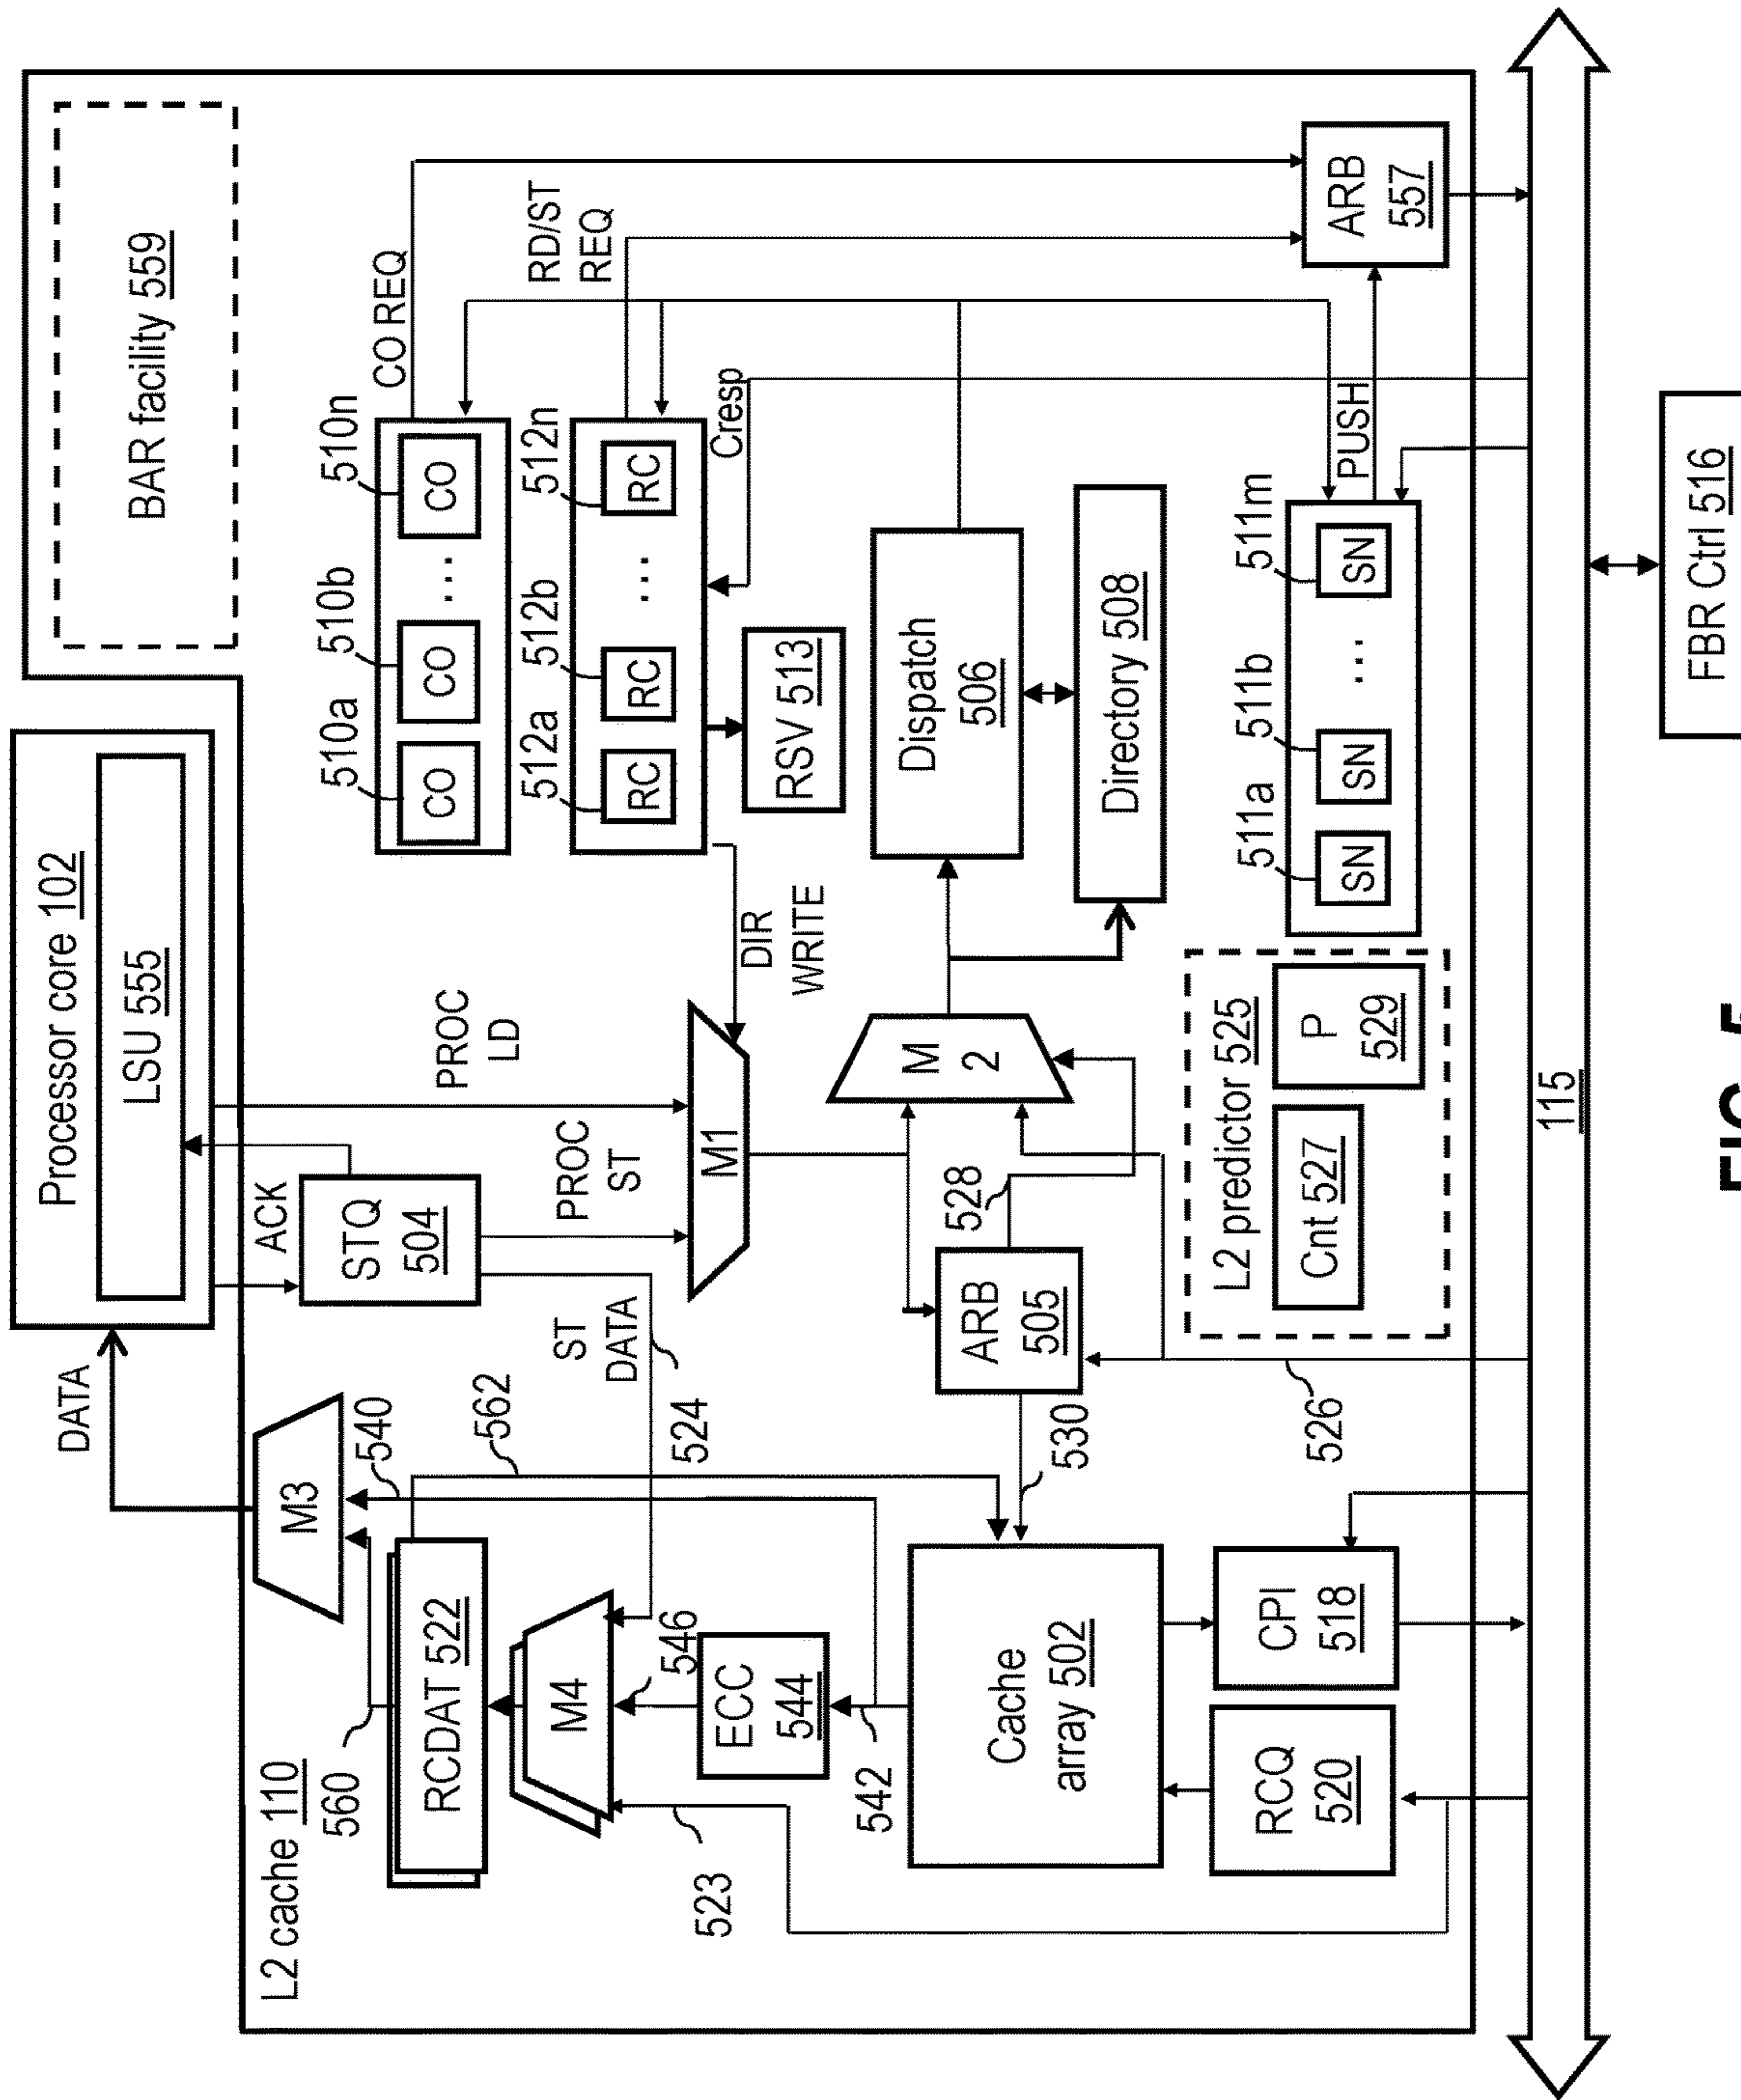 Processor core 102
LSU 555
BAR facility 559
DATA
ACK
STQ
504
PROC
LD
PROC
ST
ST
DATA
524
L2 cache 110
M3
540
560
562
RCDAT 522
M4
523
546
ECC
544
542
Cache
array 502
530
RCQ
520
CPI
518
M1
DIR
WRITE
M
2
ARB
505
528
526
510a
510b
510n
CO
CO
...
CO
CO REQ
512a
512b
512n
RC
RC
...
RC
RD/ST
REQ
Cresp
RSV 513
Dispatch
506
Directory 508
L2 predictor 525
Cnt 527
P
529
511a
511b
511m
SN
SN
...
SN
PUSH
ARB
557
115
FBR Ctrl 516